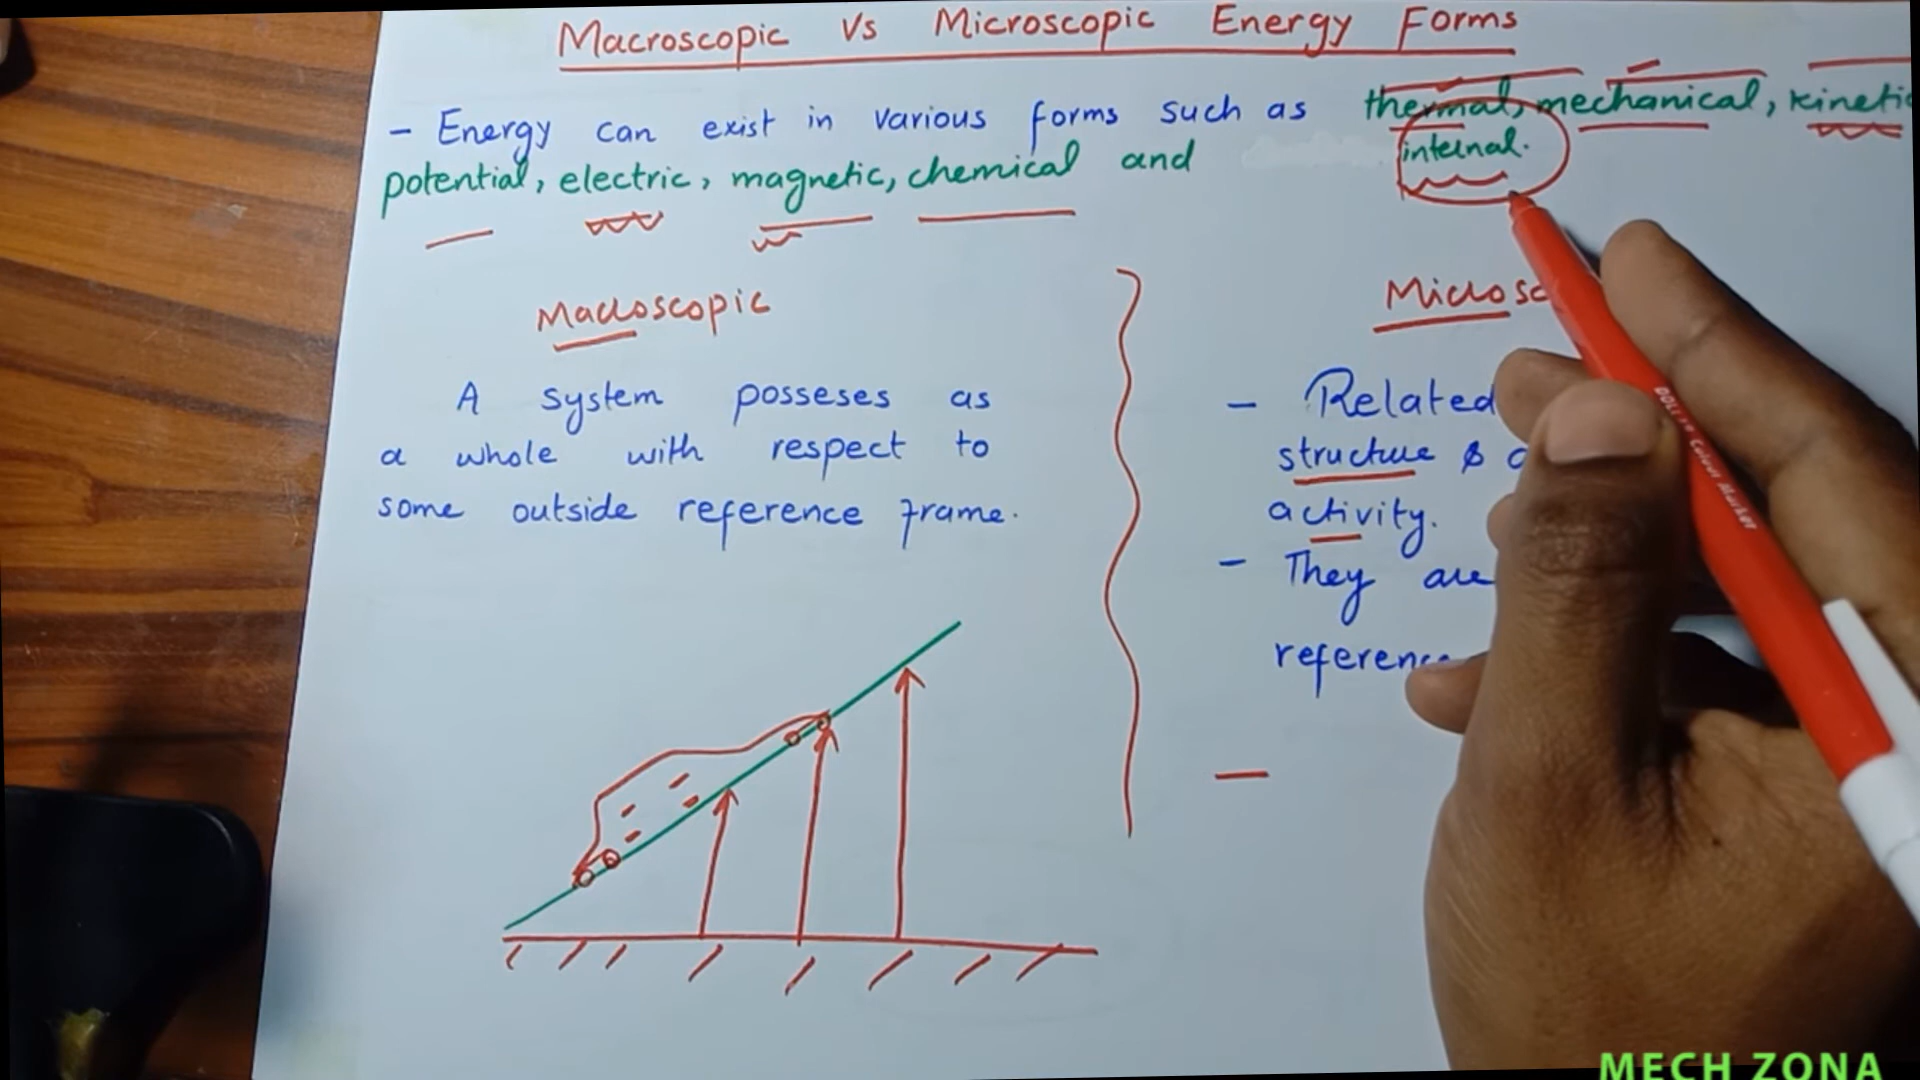 Macroscopic Vs Microscopic Energy Forms
- Energy can exist in various forms such as thermal, mechanical, kinetic
potential, electric, magnetic, chemical and internal.
Macroscopic
A system posseses as
a whole with respect to
some outside reference frame.
- Related
structure &
activity.
- They are
MECH ZONA